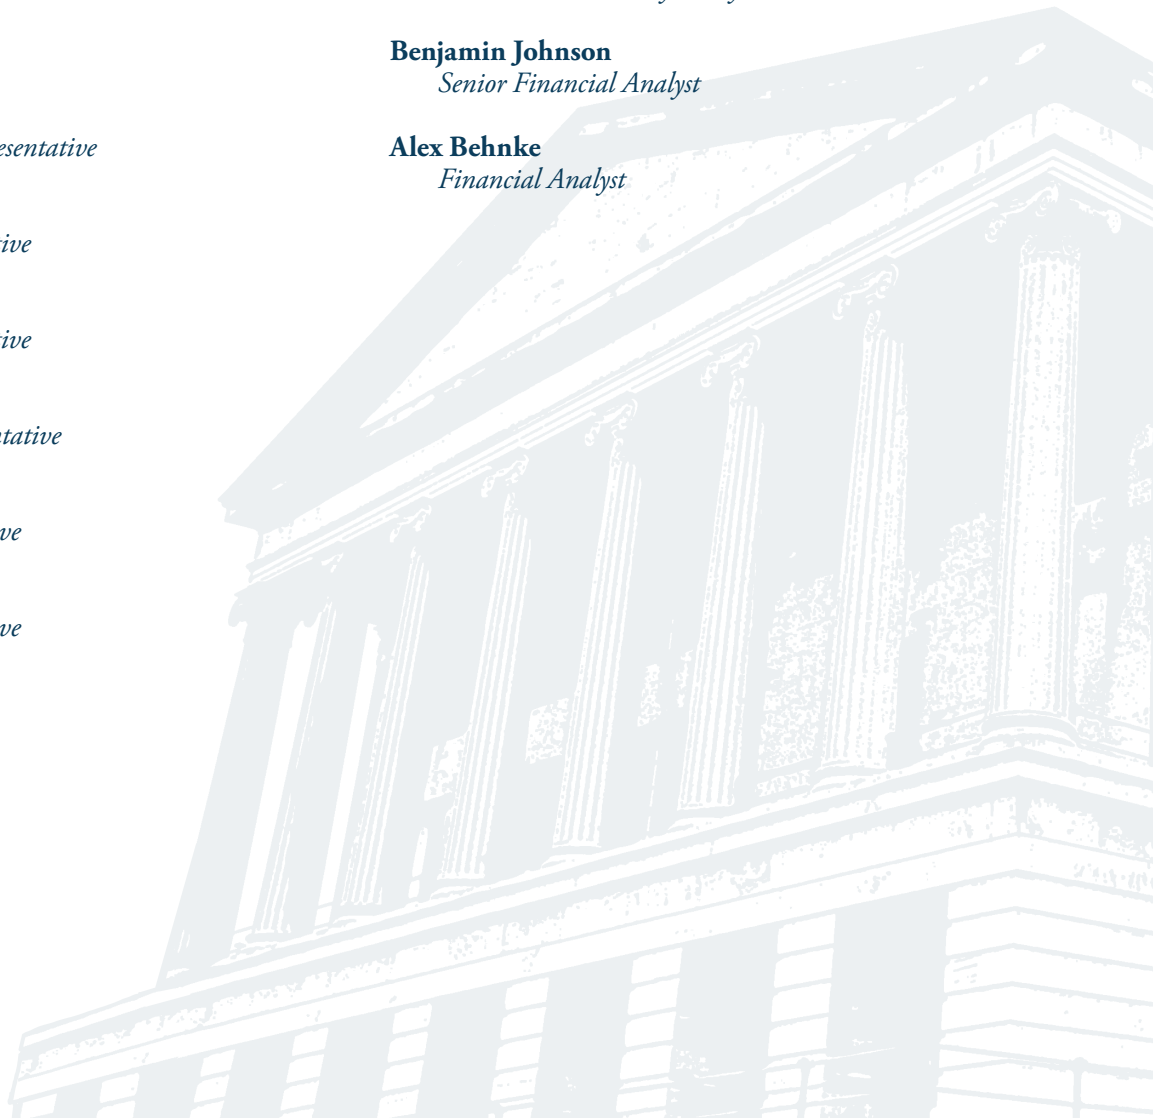 Benjamin Johnson
Senior Financial Analyst
Alex Behnke
Financial Analyst
esentative
tive
tive
ntative
ve
ve